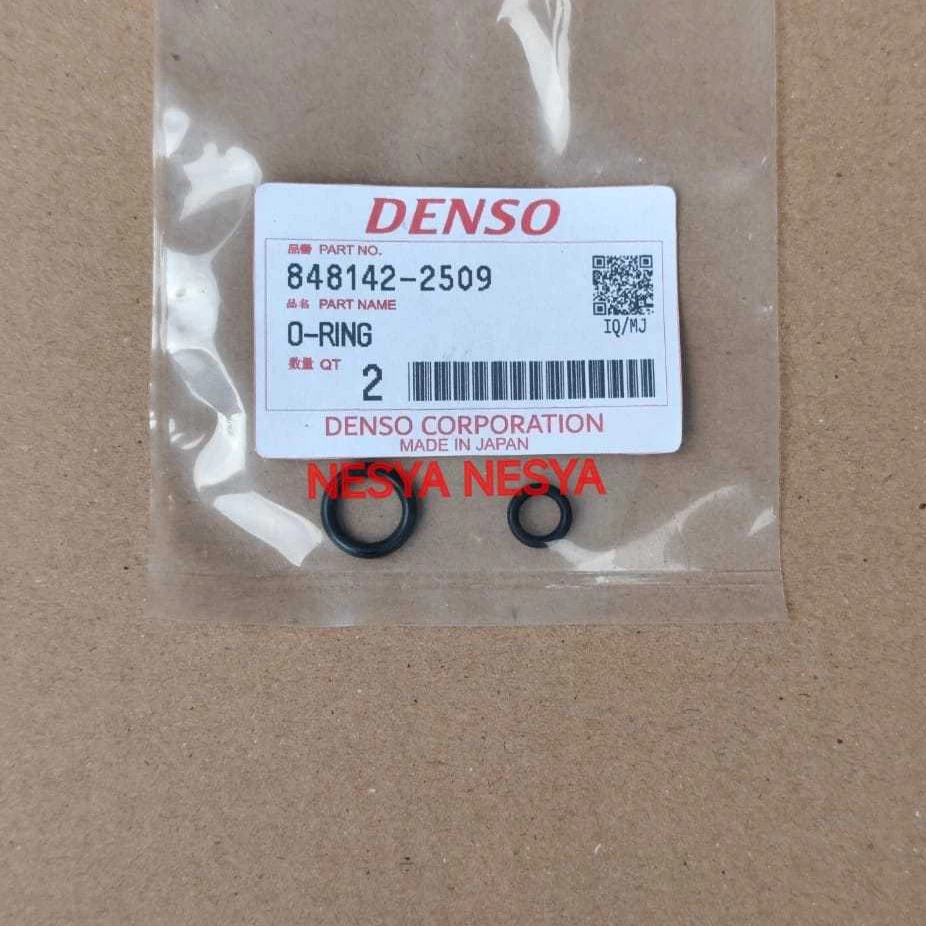 DENSO
品番 PART NO.
848142-2509
品名 PART NAME
O-RING
数量 QT 2
IQ/MJ
DENSO CORPORATION
MADE IN JAPAN
NESYA NESYA